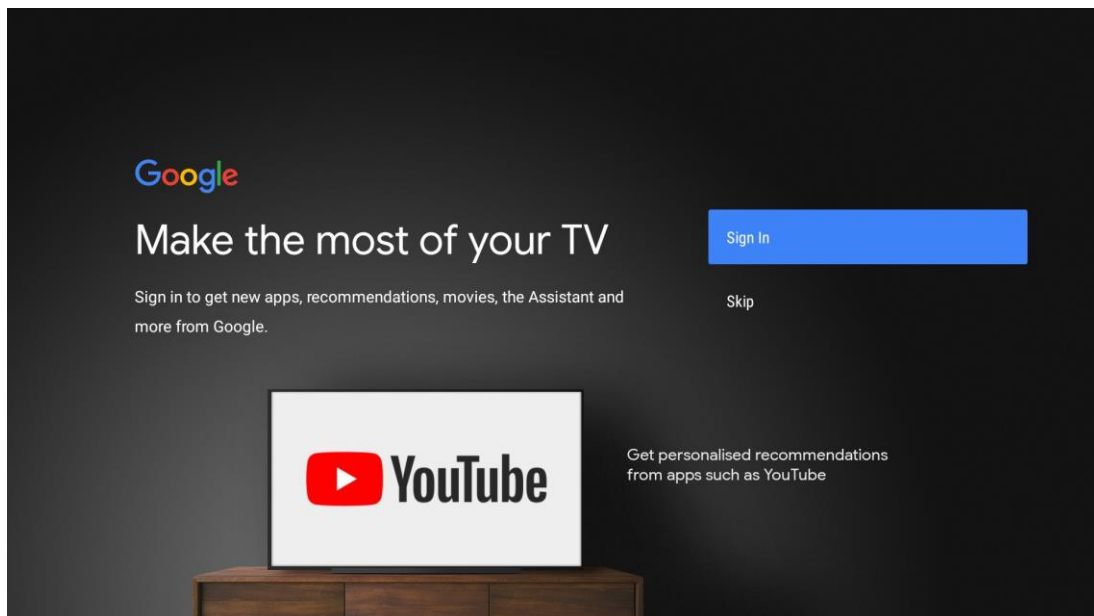 Google
Make the most of your TV
Sign in to get new apps, recommendations, movies, the Assistant and
more from Google.
Sign In
Skip
YouTube
Get personalised recommendations
from apps such as YouTube